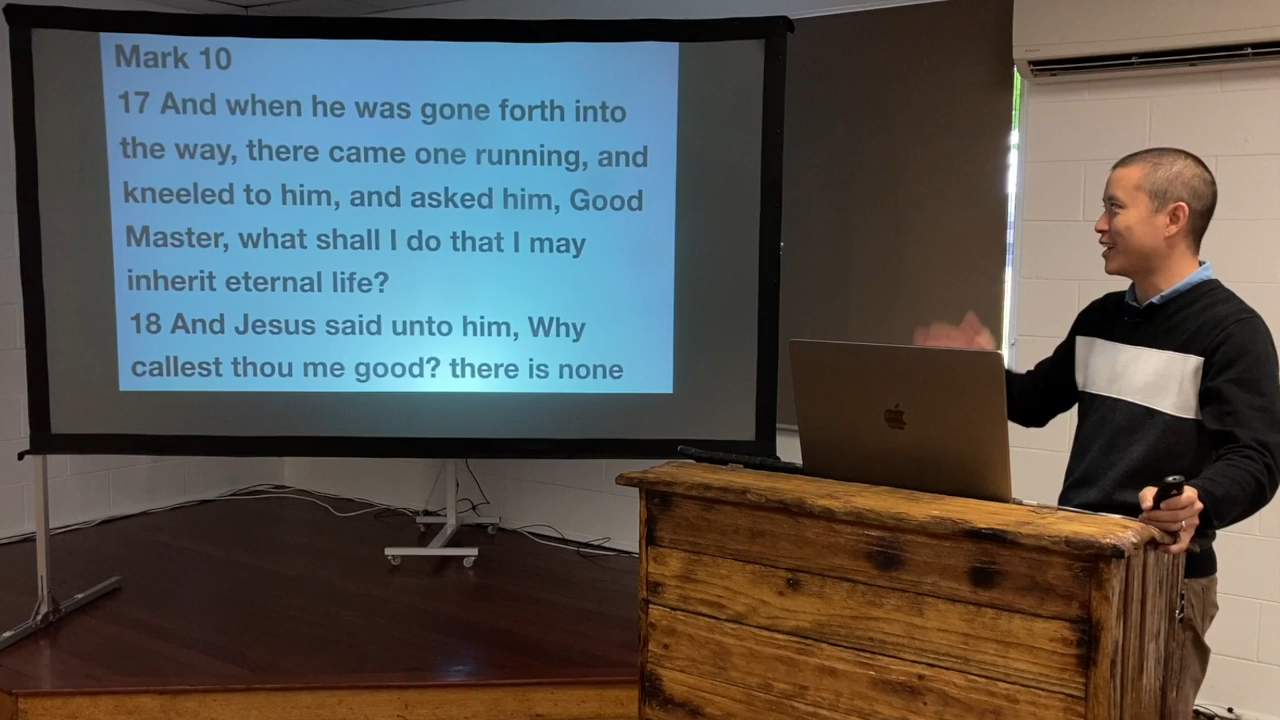 Mark 10
17 And when he was gone forth into
the way, there came one running, and
kneeled to him, and asked him, Good
Master, what shall I do that I may
inherit eternal life?
18 And Jesus said unto him, Why
callest thou me good? there is none